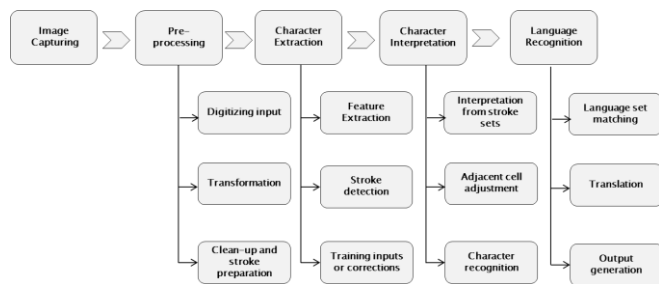 Image
Capturing
Pre-
processing
Character
Extraction
Character
Interpretation
Language
Recognition
Digitizing input
Feature
Extraction
Interpretation
from stroke
sets
Language set
matching
Transformation
Stroke
detection
Adjacent cell
adjustment
Translation
Clean-up and
stroke
preparation
Training inputs
or corrections
Character
recognition
Output
generation